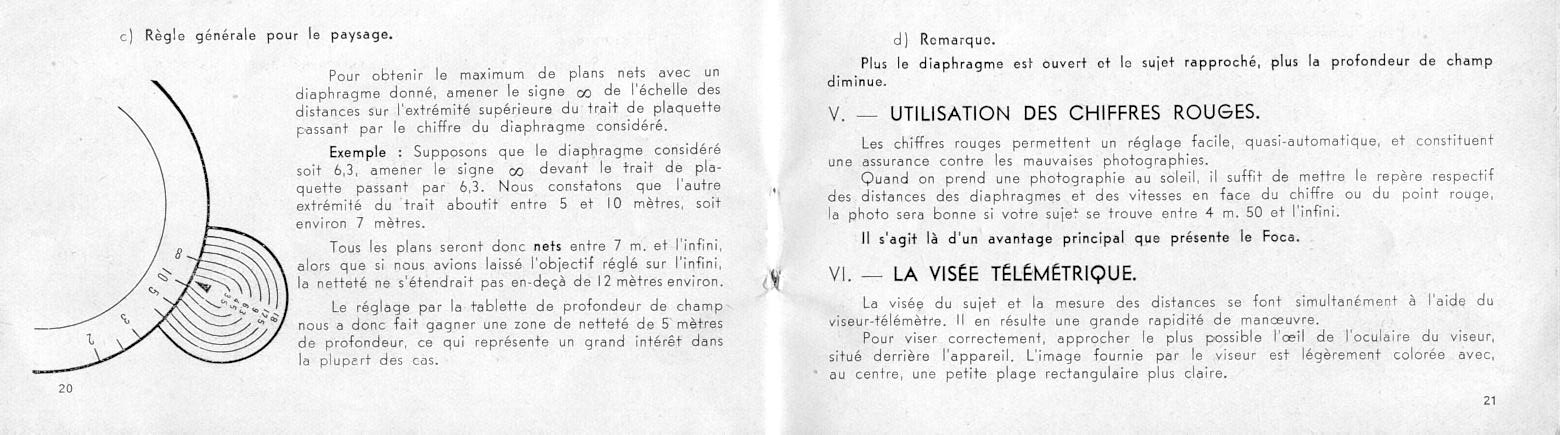 c) Règle générale pour le paysage.
Pour obtenir le maximum de plans nets avec un
diaphragme donné, amener le signe ∞ de l'échelle des
distances sur l'extrémité supérieure du trait de plaquette
passant par le chiffre du diaphragme considéré.
Exemple : Supposons que le diaphragme considéré
soit 6,3, amener le signe ∞ devant le trait de pla-
quette passant par 6,3. Nous constatons que l'autre
extrémité du trait aboutit entre 5 et 10 mètres, soit
environ 7 mètres.
Tous les plans seront donc nets entre 7 m. et l'infini,
alors que si nous avions laissé l'objectif réglé sur l'infini,
la netteté ne s'étendrait pas en-deçà de 12 mètres environ.
Le réglage par la tablette de profondeur de champ
nous a donc fait gagner une zone de netteté de 5 mètres
de profondeur, ce qui représente un grand intérêt dans
la plupart des cas.
∞
10
5
3
2
3,5
4,5
6,3
9
12,5
18
20
d) Remarque.
Plus le diaphragme est ouvert et le sujet rapproché, plus la profondeur de champ
diminue.
V. — UTILISATION DES CHIFFRES ROUGES.
Les chiffres rouges permettent un réglage facile, quasi-automatique, et constituent
une assurance contre les mauvaises photographies.
Quand on prend une photographie au soleil, il suffit de mettre le repère respectif
des distances des diaphragmes et des vitesses en face du chiffre ou du point rouge,
la photo sera bonne si votre sujet se trouve entre 4 m. 50 et l'infini.
Il s'agit là d'un avantage principal que présente le Foca.
VI. — LA VISÉE TÉLÉMÉTRIQUE.
La visée du sujet et la mesure des distances se font simultanément à l'aide du
viseur-télémètre. Il en résulte une grande rapidité de manœuvre.
Pour viser correctement, approcher le plus possible l'œil de l'oculaire du viseur,
situé derrière l'appareil. L'image fournie par le viseur est légèrement colorée avec,
au centre, une petite plage rectangulaire plus claire.
21